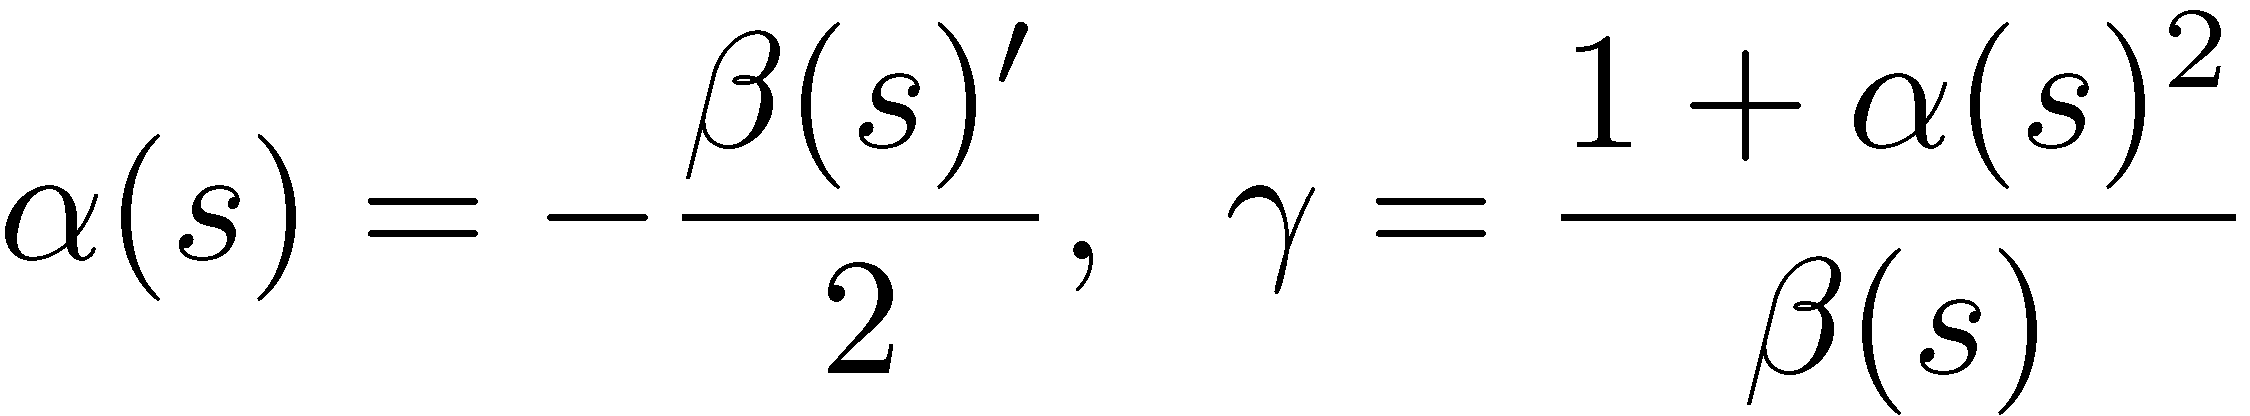 α(s) = −β(s)′/2, γ = (1 + α(s)²)/β(s)